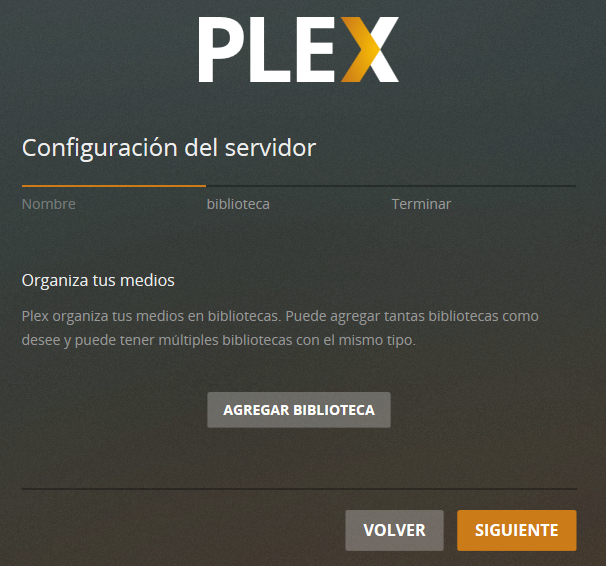 PLEX
Configuración del servidor
Nombre biblioteca Terminar
Organiza tus medios
Plex organiza tus medios en bibliotecas. Puede agregar tantas bibliotecas como
desee y puede tener múltiples bibliotecas con el mismo tipo.
AGREGAR BIBLIOTECA
VOLVER SIGUIENTE